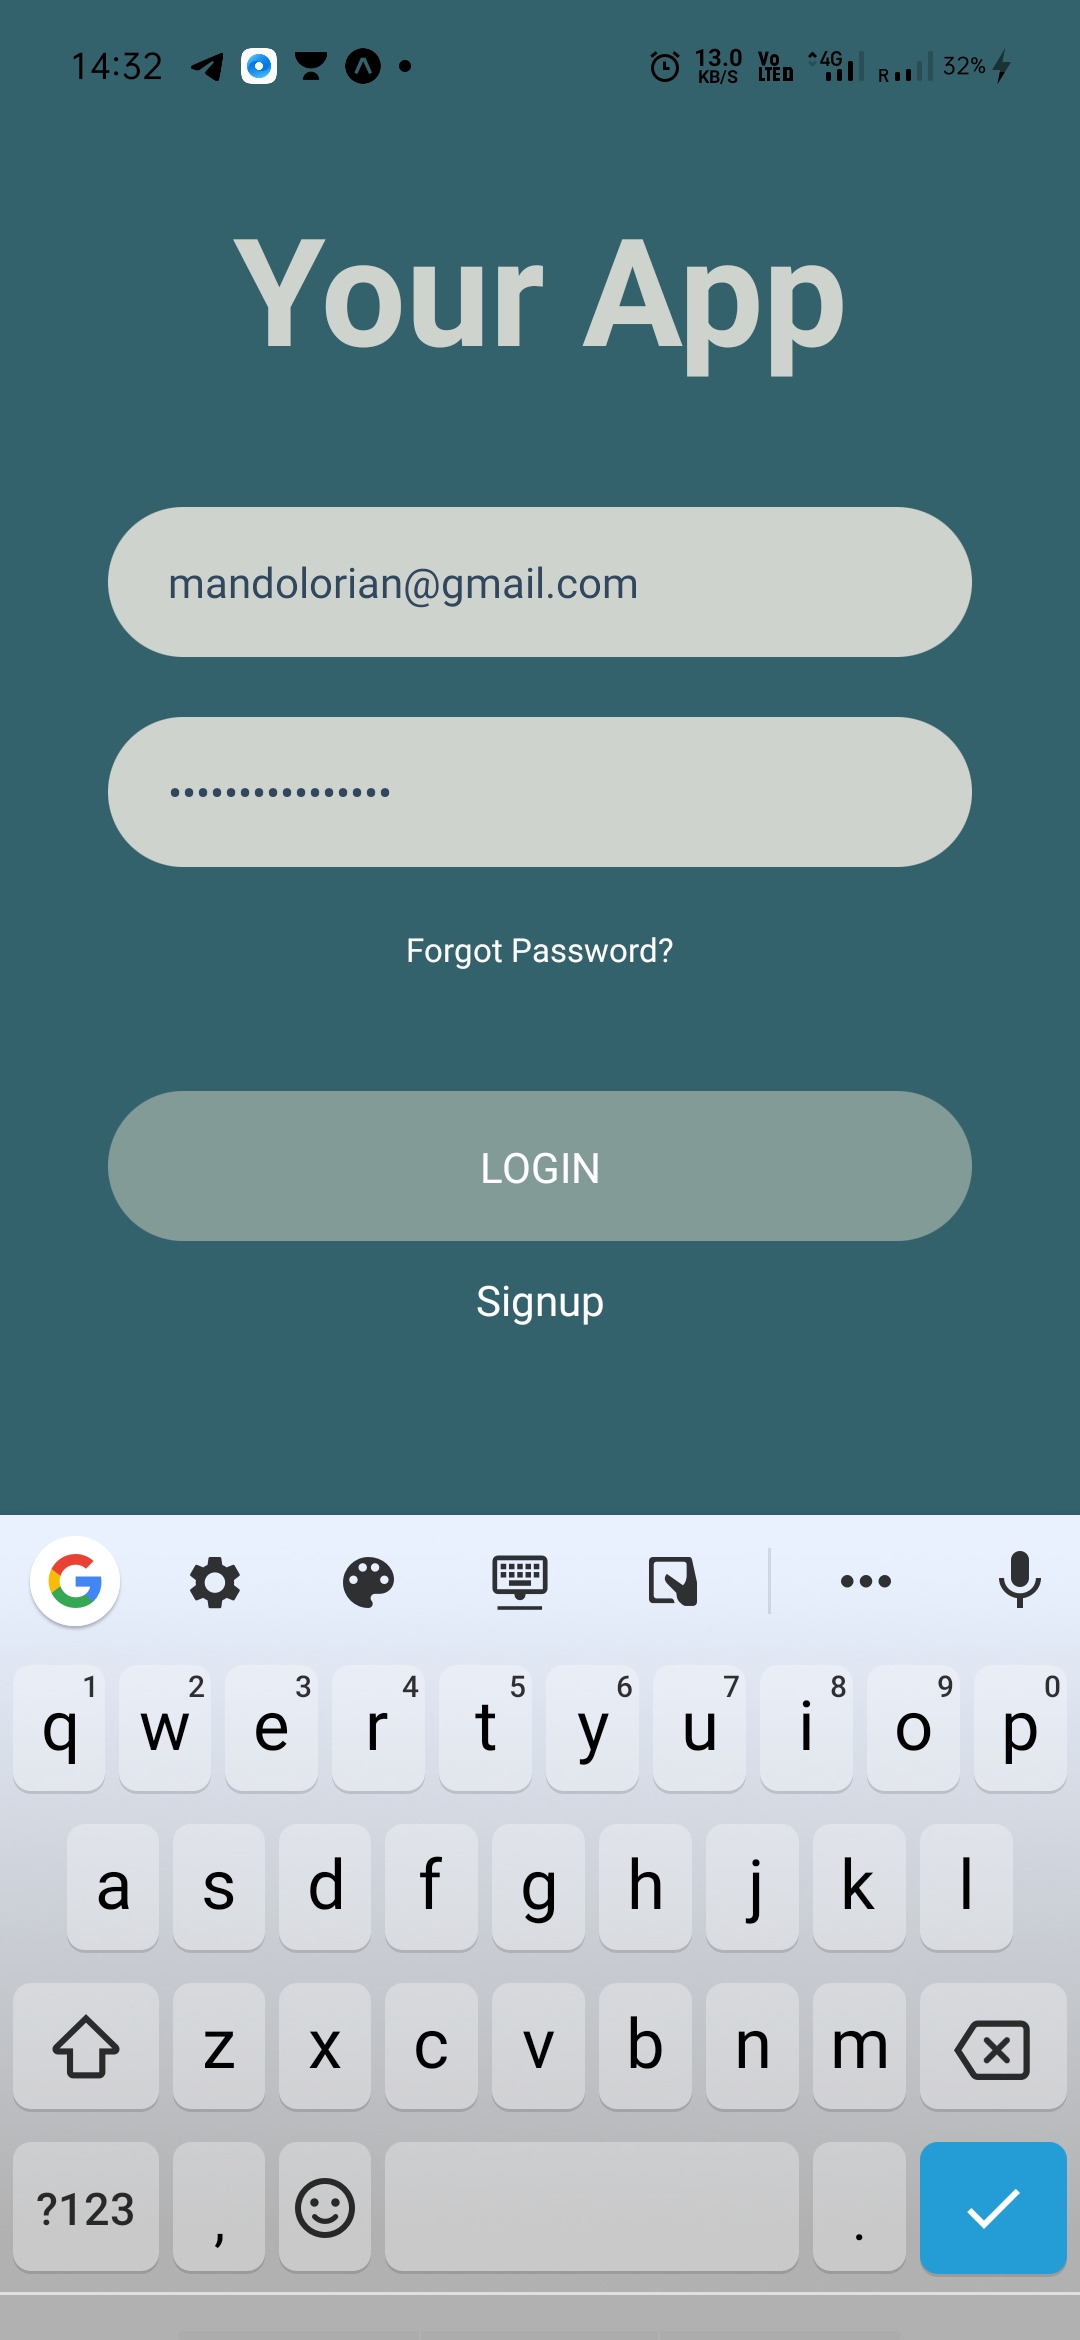 14:32 13.0 KB/S Vo LTE D 4G R 32%
Your App
mandolorian@gmail.com
••••••••••••••••
Forgot Password?
LOGIN
Signup
G
1 2 3 4 5 6 7 8 9 0
q w e r t y u i o p
a s d f g h j k l
z x c v b n m
?123 , .